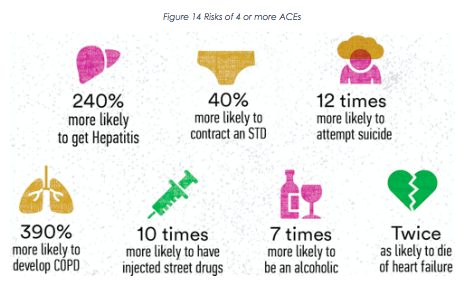 Figure 14 Risks of 4 or more ACEs
240%
more likely
to get Hepatitis
40%
more likely to
contract an STD
12 times
more likely to
attempt suicide
390%
more likely to
develop COPD
10 times
more likely to have
injected street drugs
7 times
more likely to
be an alcoholic
Twice
as likely to die
of heart failure